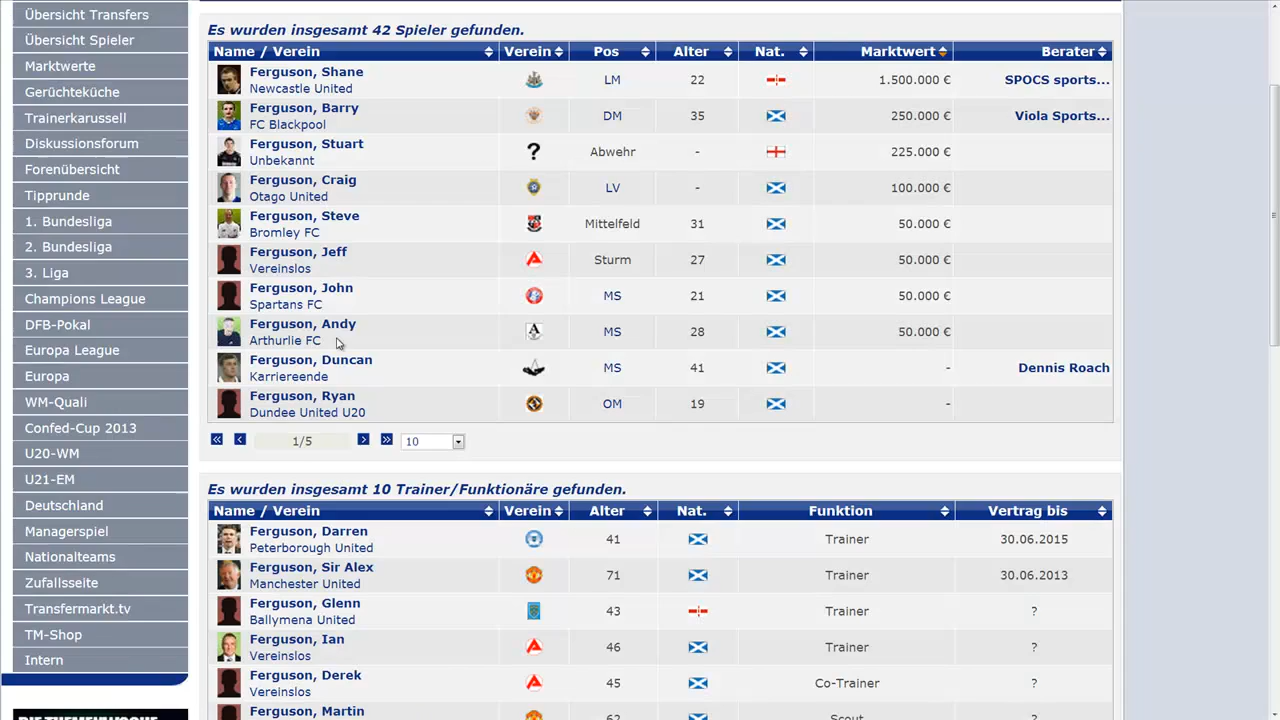 Übersicht Transfers
Übersicht Spieler
Marktwerte
Gerüchteküche
Trainerkarussell
Diskussionsforum
Forenübersicht
Tipprunde
1. Bundesliga
2. Bundesliga
3. Liga
Champions League
DFB-Pokal
Europa League
Europa
WM-Quali
Confed-Cup 2013
U20-WM
U21-EM
Deutschland
Managerspiel
Nationalteams
Zufallsseite
Transfermarkt.tv
TM-Shop
Intern
Es wurden insgesamt 42 Spieler gefunden.
Name / Verein Verein Pos Alter Nat. Marktwert Berater
Ferguson, Shane
Newcastle United
LM 22 1.500.000 € SPOCS sports...
Ferguson, Barry
FC Blackpool
DM 35 250.000 € Viola Sports...
Ferguson, Stuart
Unbekannt
? Abwehr - 225.000 €
Ferguson, Craig
Otago United
LV - 100.000 €
Ferguson, Steve
Bromley FC
Mittelfeld 31 50.000 €
Ferguson, Jeff
Vereinslos
Sturm 27 50.000 €
Ferguson, John
Spartans FC
MS 21 50.000 €
Ferguson, Andy
Arthurlie FC
MS 28 50.000 €
Ferguson, Duncan
Karriereende
MS 41 - Dennis Roach
Ferguson, Ryan
Dundee United U20
OM 19 -
1/5 10
Es wurden insgesamt 10 Trainer/Funktionäre gefunden.
Name / Verein Verein Alter Nat. Funktion Vertrag bis
Ferguson, Darren
Peterborough United
41 Trainer 30.06.2015
Ferguson, Sir Alex
Manchester United
71 Trainer 30.06.2013
Ferguson, Glenn
Ballymena United
43 Trainer ?
Ferguson, Ian
Vereinslos
46 Trainer ?
Ferguson, Derek
Vereinslos
45 Co-Trainer ?
Ferguson, Martin